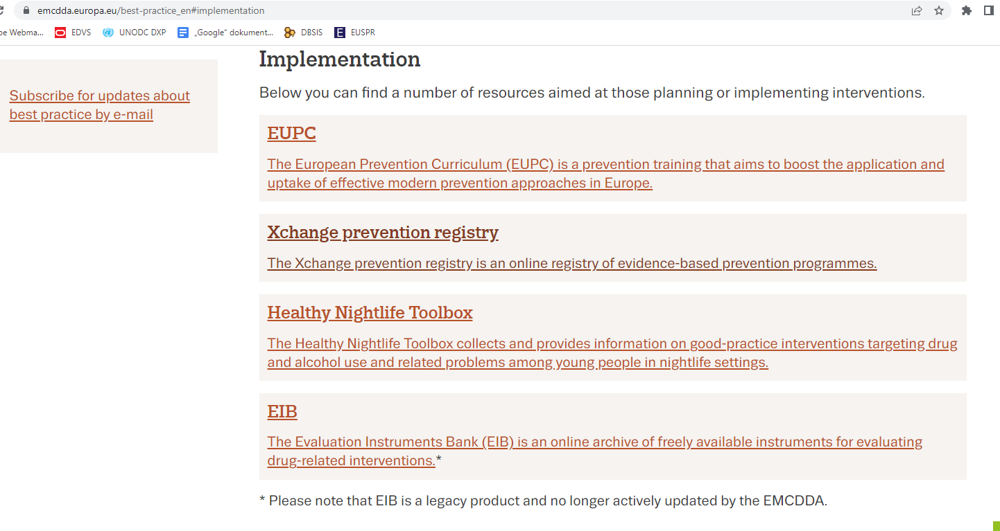 emcdda.europa.eu/best-practice_en#implementation
pe Webma... EDVS UNODC DXP „Google“ dokument... DBSIS E EUSPR
Implementation
Subscribe for updates about
best practice by e-mail
Below you can find a number of resources aimed at those planning or implementing interventions.
EUPC
The European Prevention Curriculum (EUPC) is a prevention training that aims to boost the application and
uptake of effective modern prevention approaches in Europe.
Xchange prevention registry
The Xchange prevention registry is an online registry of evidence-based prevention programmes.
Healthy Nightlife Toolbox
The Healthy Nightlife Toolbox collects and provides information on good-practice interventions targeting drug
and alcohol use and related problems among young people in nightlife settings.
EIB
The Evaluation Instruments Bank (EIB) is an online archive of freely available instruments for evaluating
drug-related interventions.*
* Please note that EIB is a legacy product and no longer actively updated by the EMCDDA.